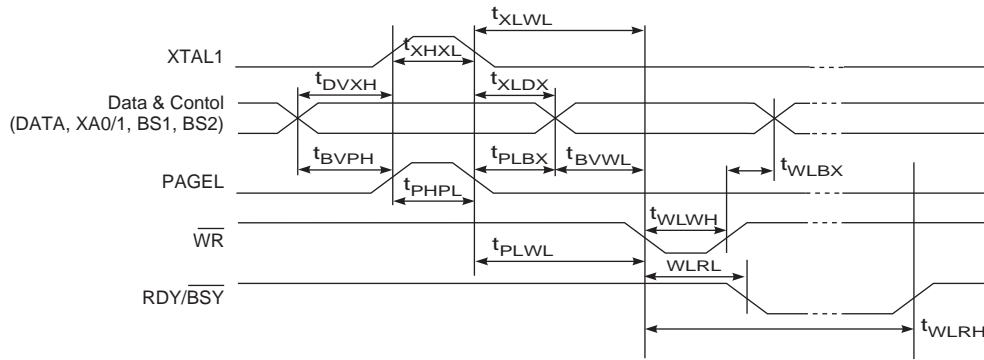 tXLWL
XTAL1
tXHXL
tDVXH
tXLDX
Data & Contol
(DATA, XA0/1, BS1, BS2)
tBVPH
tPLBX
tBVWL
tWLBX
PAGEL
tPHPL
tWLWH
WR
tPLWL
WLRL
RDY/BSY
tWLRH